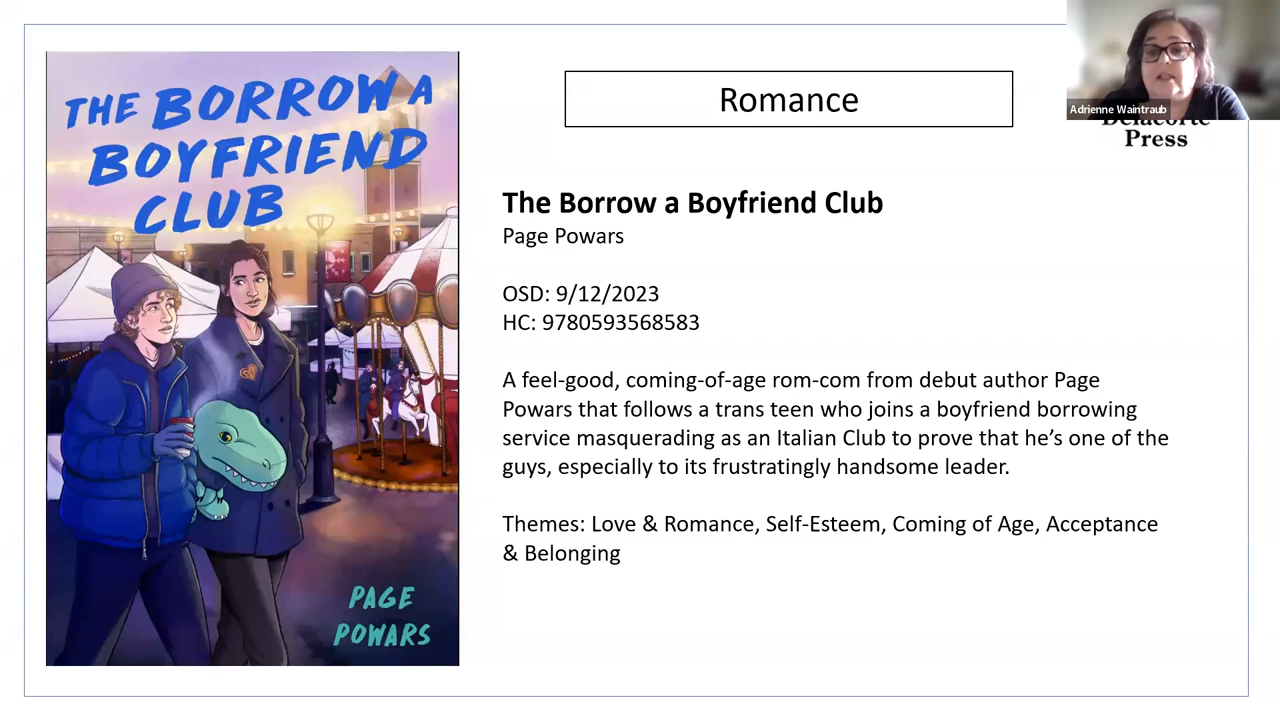 THE BORROW A
BOYFRIEND
CLUB
PAGE
POWARS
Romance
Adrienne Waintraub
Delacorte
Press
The Borrow a Boyfriend Club
Page Powars
OSD: 9/12/2023
HC: 9780593568583
A feel-good, coming-of-age rom-com from debut author Page
Powars that follows a trans teen who joins a boyfriend borrowing
service masquerading as an Italian Club to prove that he’s one of the
guys, especially to its frustratingly handsome leader.
Themes: Love & Romance, Self-Esteem, Coming of Age, Acceptance
& Belonging